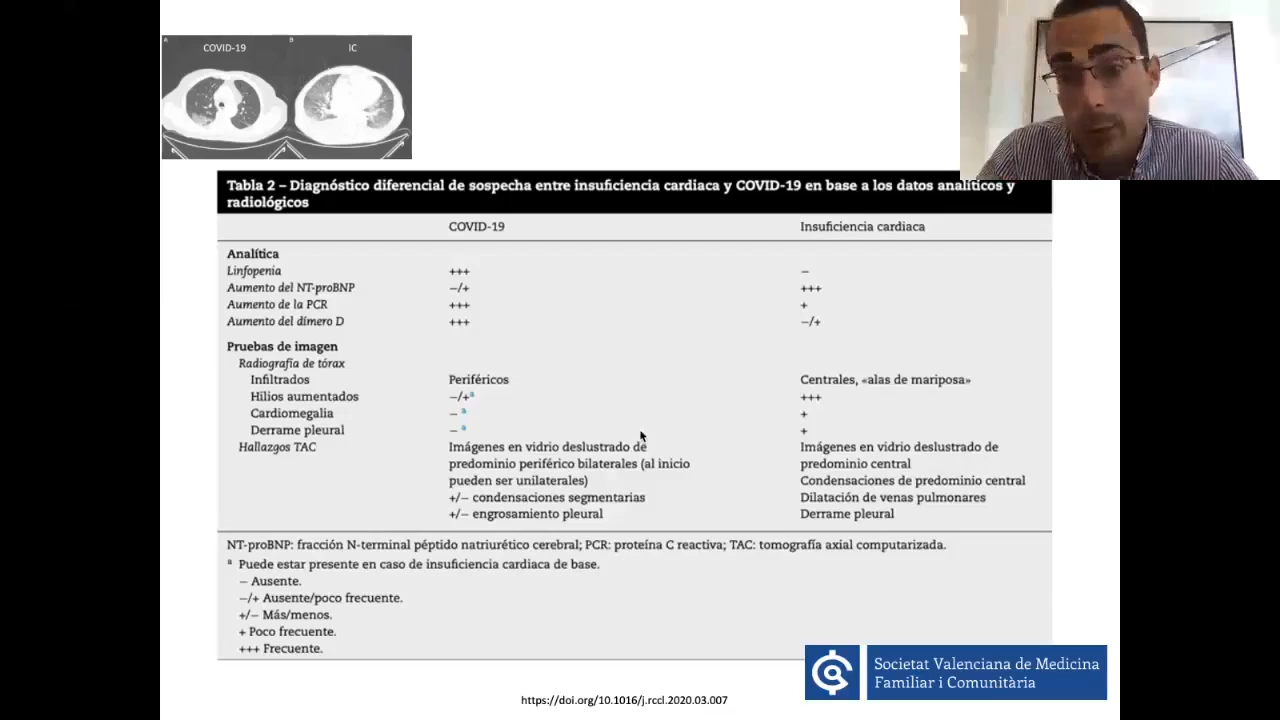 A
COVID-19
B
IC
Tabla 2 – Diagnóstico diferencial de sospecha entre insuficiencia cardiaca y COVID-19 en base a los datos analíticos y
radiológicos
COVID-19 Insuficiencia cardiaca
Analítica
Linfopenia +++ –
Aumento del NT-proBNP –/+ +++
Aumento de la PCR +++ +
Aumento del dímero D +++ –/+
Pruebas de imagen
Radiografía de tórax
Infiltrados Periféricos Centrales, «alas de mariposa»
Hilios aumentados –/+a +++
Cardiomegalia – a +
Derrame pleural – a +
Hallazgos TAC Imágenes en vidrio deslustrado de Imágenes en vidrio deslustrado de
predominio periférico bilaterales (al inicio predominio central
pueden ser unilaterales) Condensaciones de predominio central
+/– condensaciones segmentarias Dilatación de venas pulmonares
+/– engrosamiento pleural Derrame pleural
NT-proBNP: fracción N-terminal péptido natriurético cerebral; PCR: proteína C reactiva; TAC: tomografía axial computarizada.
a Puede estar presente en caso de insuficiencia cardiaca de base.
– Ausente.
–/+ Ausente/poco frecuente.
+/– Más/menos.
+ Poco frecuente.
+++ Frecuente.
Societat Valenciana de Medicina
Familiar i Comunitària
https://doi.org/10.1016/j.rccl.2020.03.007